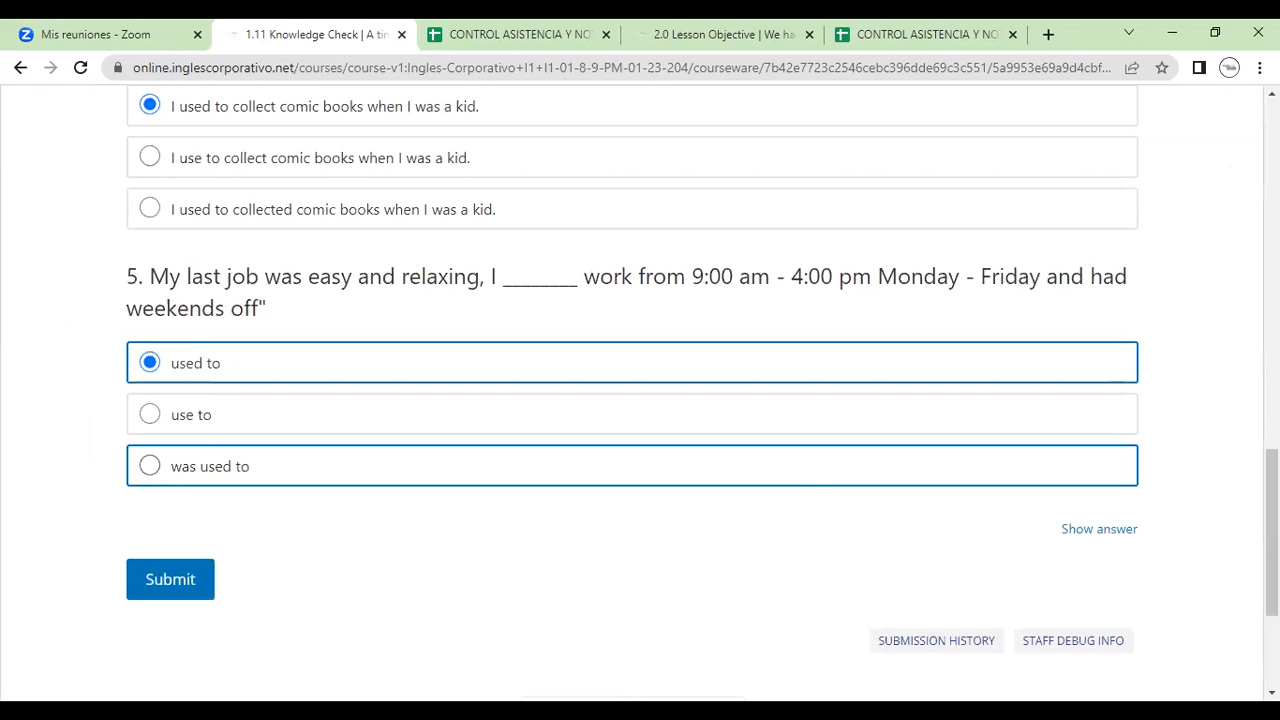 Mis reuniones - Zoom
1.11 Knowledge Check | A tin
CONTROL ASISTENCIA Y NO
2.0 Lesson Objective | We ha
CONTROL ASISTENCIA Y NO
online.inglescorporativo.net/courses/course-v1:Ingles-Corporativo+I1+I1-01-8-9-PM-01-23-204/courseware/7b42e7723c2546cebc396dde69c3c551/5a9953e69a9d4cbf...
I used to collect comic books when I was a kid.
I use to collect comic books when I was a kid.
I used to collected comic books when I was a kid.
5. My last job was easy and relaxing, I ________ work from 9:00 am - 4:00 pm Monday - Friday and had
weekends off"
used to
use to
was used to
Show answer
Submit
SUBMISSION HISTORY
STAFF DEBUG INFO